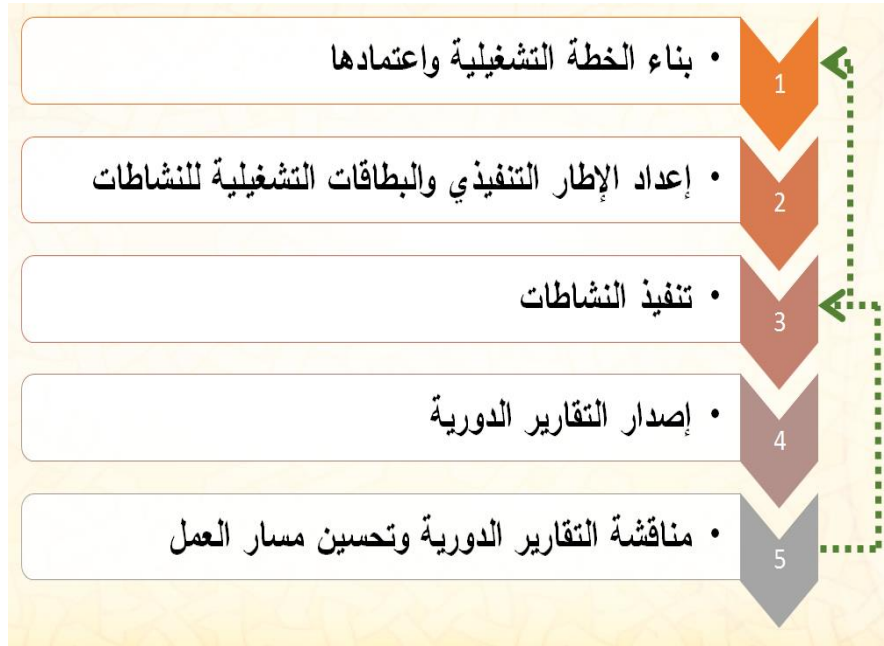 1
• بناء الخطة التشغيلية واعتمادها
2
• إعداد الإطار التنفيذي والبطاقات التشغيلية للنشاطات
3
• تنفيذ النشاطات
4
• إصدار التقارير الدورية
5
• مناقشة التقارير الدورية وتحسين مسار العمل